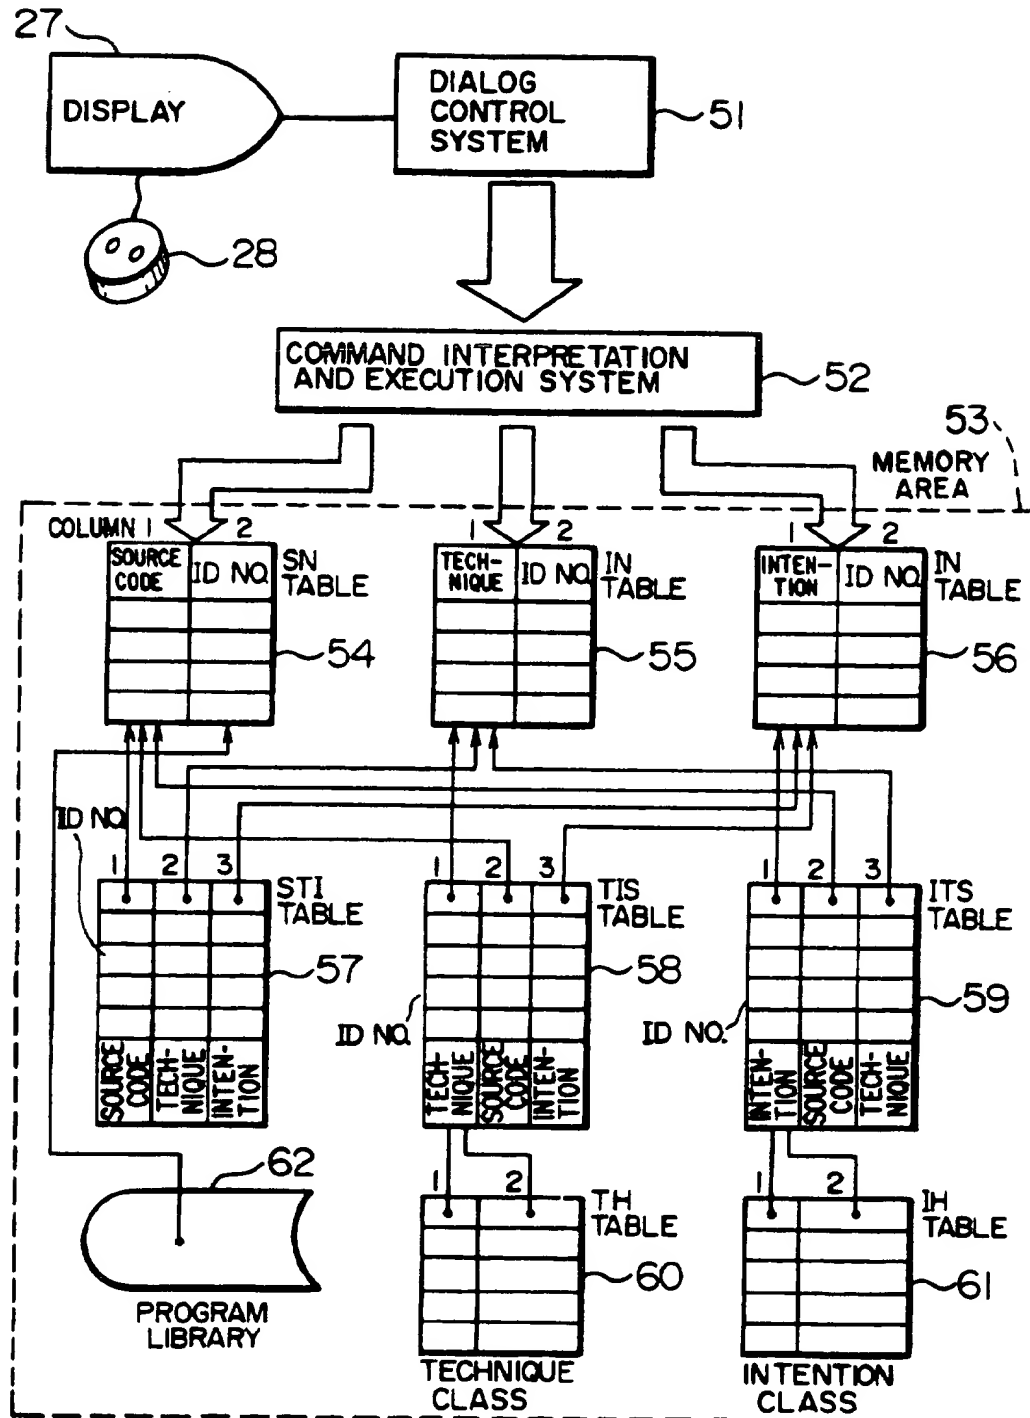 27
DISPLAY
DIALOG
CONTROL
SYSTEM
51
28
COMMAND INTERPRETATION
AND EXECUTION SYSTEM
52
53
MEMORY
AREA
COLUMN 1 2
SOURCE
CODE
ID NO.
SN
TABLE
54
1 2
TECH-
NIQUE
ID NO.
IN
TABLE
55
1 2
INTEN-
TION
ID NO.
IN
TABLE
56
ID NO.
1 2 3
STI
TABLE
57
SOURCE
CODE
TECH-
NIQUE
INTEN-
TION
1 2 3
TIS
TABLE
58
ID NO.
TECH-
NIQUE
SOURCE
CODE
INTEN-
TION
1 2 3
ITS
TABLE
59
ID NO.
INTEN-
TION
SOURCE
CODE
TECH-
NIQUE
62
PROGRAM
LIBRARY
1 2
TH
TABLE
60
TECHNIQUE
CLASS
1 2
IH
TABLE
61
INTENTION
CLASS